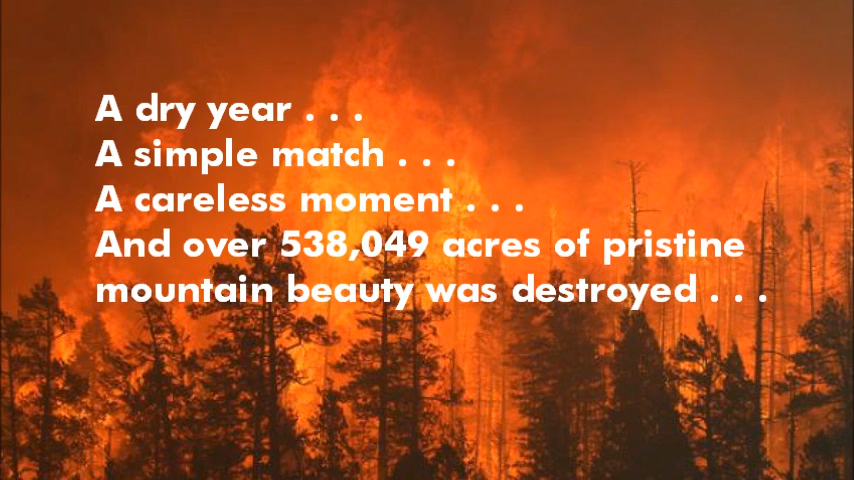 A dry year . . .
A simple match . . .
A careless moment . . .
And over 538,049 acres of pristine
mountain beauty was destroyed . . .